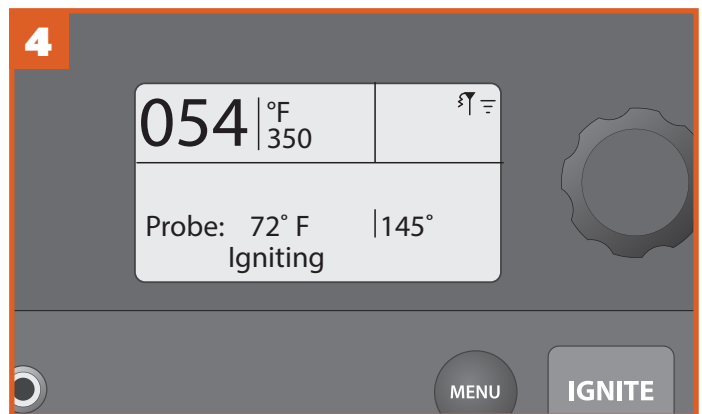 4
054 °F
350
Probe: 72° F 145°
Igniting
MENU
IGNITE